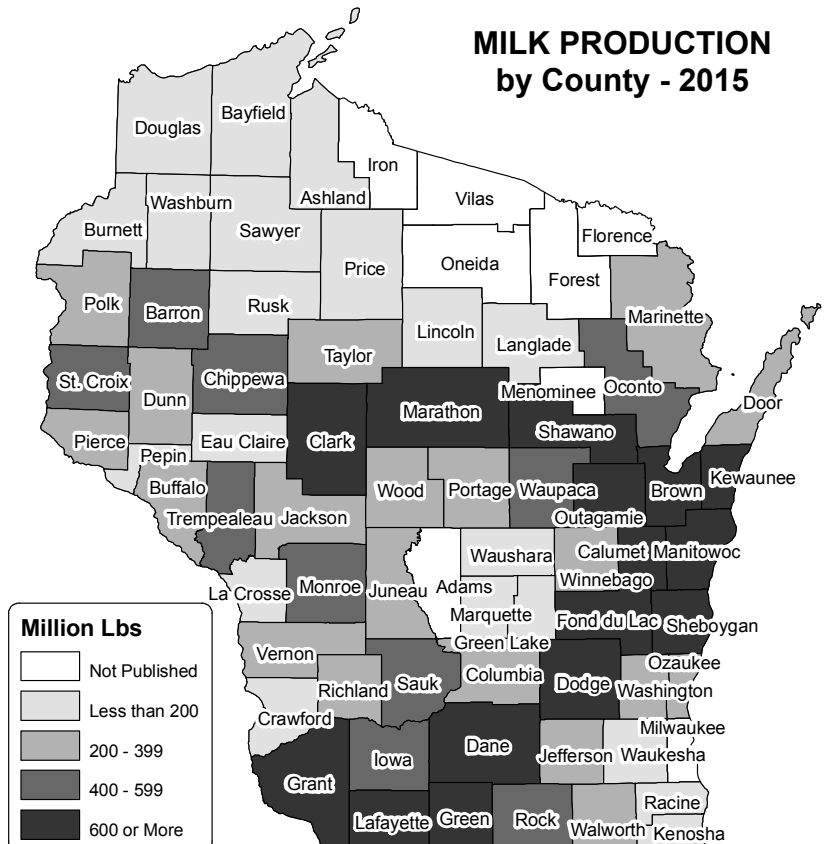 MILK PRODUCTION
by County - 2015
Douglas
Bayfield
Iron
Ashland
Vilas
Washburn
Burnett
Sawyer
Florence
Price
Oneida
Forest
Polk
Barron
Rusk
Marinette
Lincoln
Langlade
Taylor
St. Croix
Chippewa
Dunn
Menominee
Oconto
Door
Marathon
Shawano
Pierce
Eau Claire
Clark
Pepin
Buffalo
Wood
Portage
Waupaca
Brown
Kewaunee
Trempealeau
Jackson
Outagamie
Waushara
Calumet
Manitowoc
Winnebago
La Crosse
Monroe
Juneau
Adams
Marquette
Fond du Lac
Sheboygan
Green Lake
Vernon
Richland
Sauk
Columbia
Dodge
Ozaukee
Washington
Crawford
Milwaukee
Iowa
Dane
Jefferson
Waukesha
Grant
Lafayette
Green
Rock
Walworth
Racine
Kenosha
Million Lbs
Not Published
Less than 200
200 - 399
400 - 599
600 or More